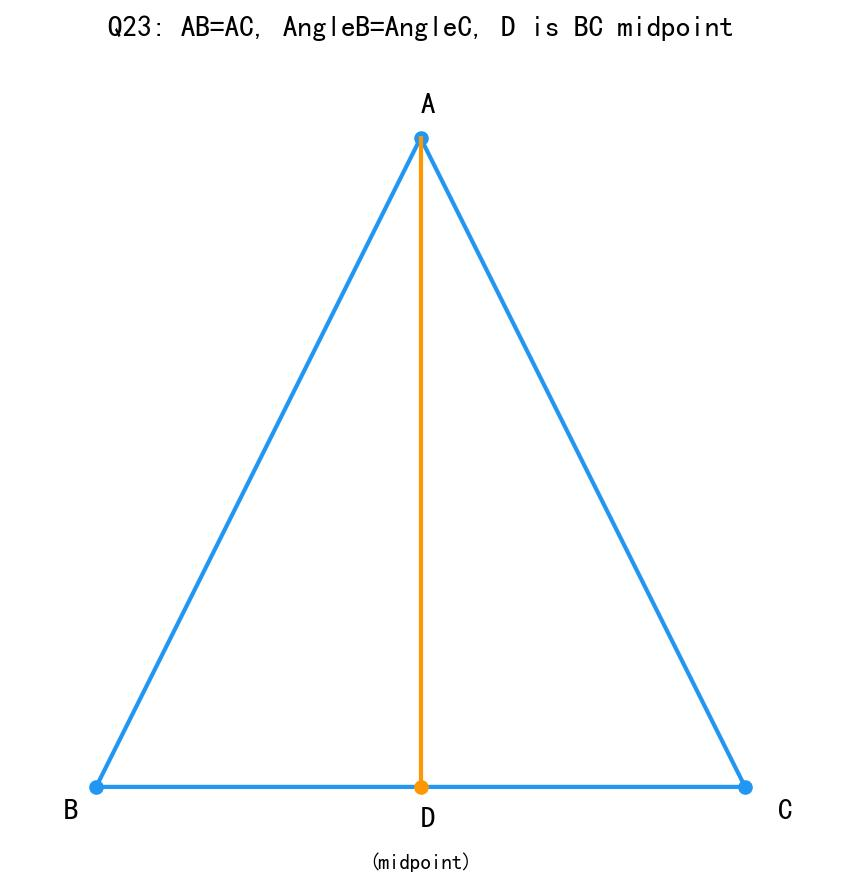 Q23: AB=AC, AngleB=AngleC, D is BC midpoint
A
B
D
C
(midpoint)